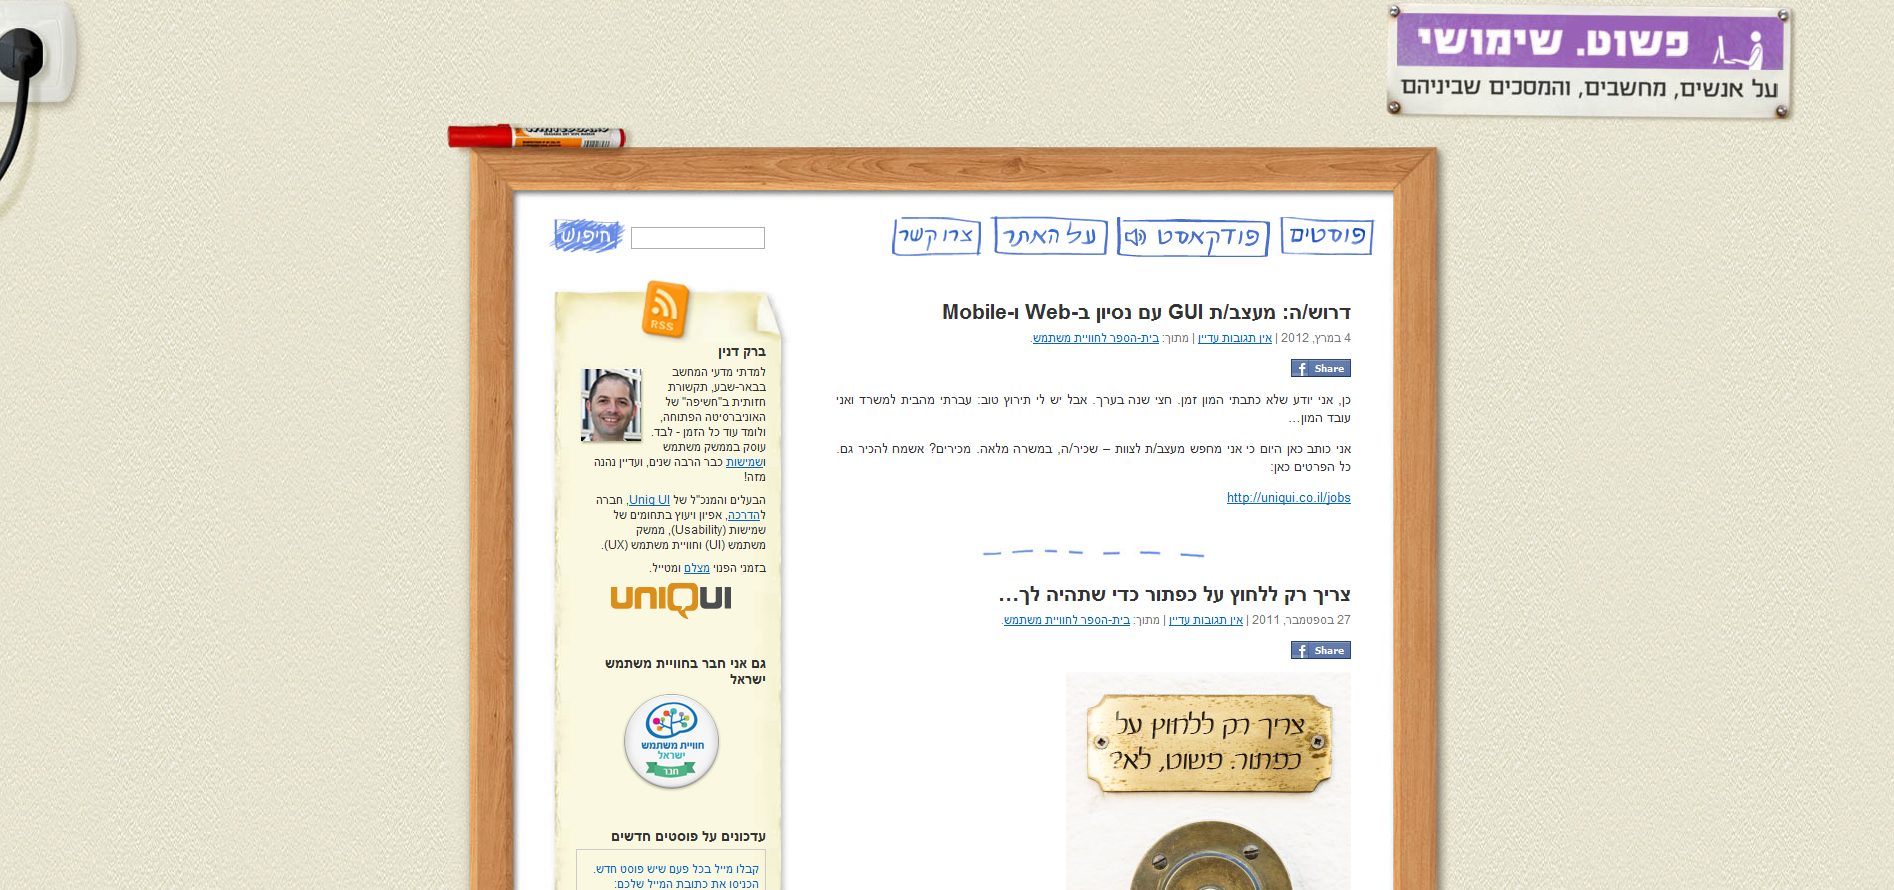 פשוט. שימושי
על אנשים, מחשבים, והמסכים שביניהם
פוסטים
פודקאסט
על האתר
צרו קשר
חיפוש
דרוש/ה: מעצב/ת GUI עם נסיון ב-Web ו-Mobile
4 במרץ, 2012 | אין תגובות עדיין | מתוך: בית-הספר לחוויית משתמש.
Share
כן, אני יודע שלא כתבתי המון זמן. חצי שנה בערך. אבל יש לי תירוץ טוב: עברתי מהבית למשרד ואני
עובד המון...
אני כותב כאן היום כי אני מחפש מעצב/ת לצוות – שכיר/ה, במשרה מלאה. מכירים? אשמח להכיר גם.
כל הפרטים כאן:
http://uniqui.co.il/jobs
צריך רק ללחוץ על כפתור כדי שתהיה לך...
27 בספטמבר, 2011 | אין תגובות עדיין | מתוך: בית-הספר לחוויית משתמש.
Share
צריך רק ללחוץ על
כפתור. פשוט, לא?
RSS
ברק דנין
למדתי מדעי המחשב
בבאר-שבע, תקשורת
חזותית ב"חשיפה" של
האוניברסיטה הפתוחה,
ולומד עוד כל הזמן - לבד.
עוסק בממשק משתמש
ושמישות כבר הרבה שנים, ועדיין נהנה
מזה!
הבעלים והמנכ"ל של Uniq UI, חברה
להדרכה, אפיון ויעוץ בתחומים של
שמישות (Usability), ממשק
משתמש (UI) וחוויית משתמש (UX).
בזמני הפנוי מצלם ומטייל.
UNIQUI
גם אני חבר בחוויית משתמש
ישראל
חוויית משתמש
ישראל
חבר
עדכונים על פוסטים חדשים
קבלו מייל בכל פעם שיש פוסט חדש.
הכניסו את כתובת המייל שלכם: